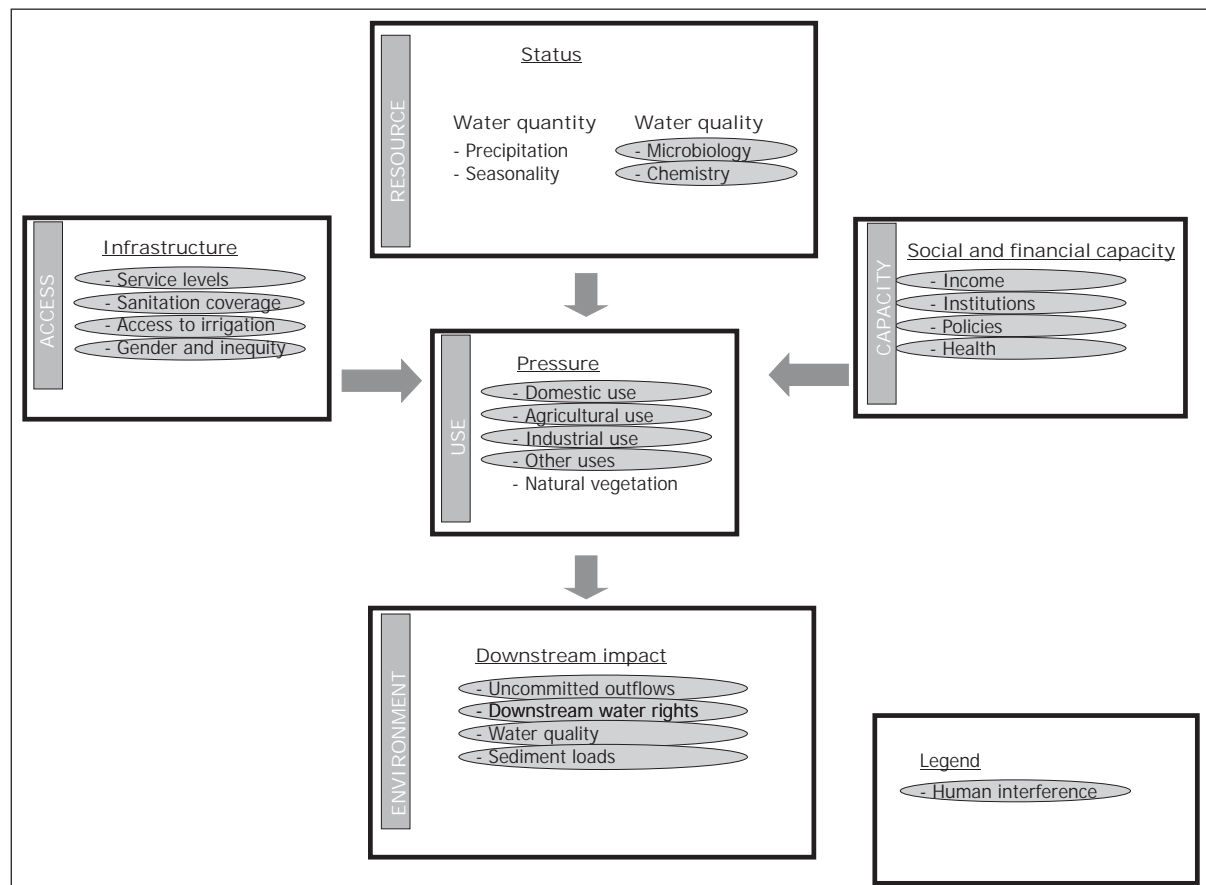 RESOURCE
Status
Water quantity
- Precipitation
- Seasonality
Water quality
- Microbiology
- Chemistry
ACCESS
Infrastructure
- Service levels
- Sanitation coverage
- Access to irrigation
- Gender and inequity
CAPACITY
Social and financial capacity
- Income
- Institutions
- Policies
- Health
USE
Pressure
- Domestic use
- Agricultural use
- Industrial use
- Other uses
- Natural vegetation
ENVIRONMENT
Downstream impact
- Uncommitted outflows
- Downstream water rights
- Water quality
- Sediment loads
Legend
- Human interference